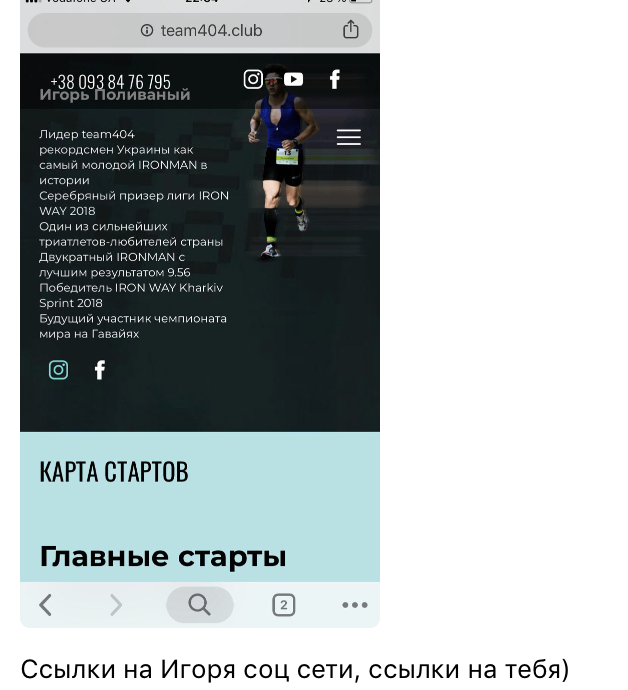 team404.club
+38 093 84 76 795
Игорь Поливаный
Лидер team404
рекордсмен Украины как
самый молодой IRONMAN в
истории
Серебряный призер лиги IRON
WAY 2018
Один из сильнейших
триатлетов-любителей страны
Двукратный IRONMAN с
лучшим результатом 9.56
Победитель IRON WAY Kharkiv
Sprint 2018
Будущий участник чемпионата
мира на Гавайях
КАРТА СТАРТОВ
Главные старты
2
Ссылки на Игоря соц сети, ссылки на тебя)